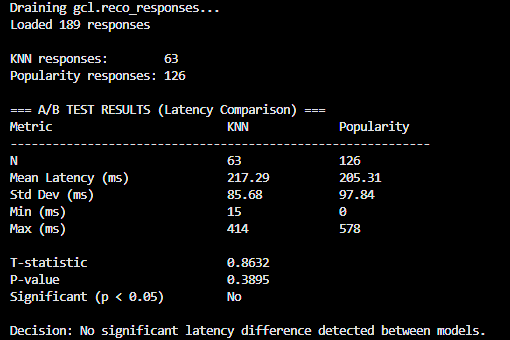 Draining gcl.reco_responses...
Loaded 189 responses
KNN responses: 63
Popularity responses: 126
=== A/B TEST RESULTS (Latency Comparison) ===
Metric KNN Popularity
------------------------------------------------------------
N 63 126
Mean Latency (ms) 217.29 205.31
Std Dev (ms) 85.68 97.84
Min (ms) 15 0
Max (ms) 414 578
T-statistic 0.8632
P-value 0.3895
Significant (p < 0.05) No
Decision: No significant latency difference detected between models.